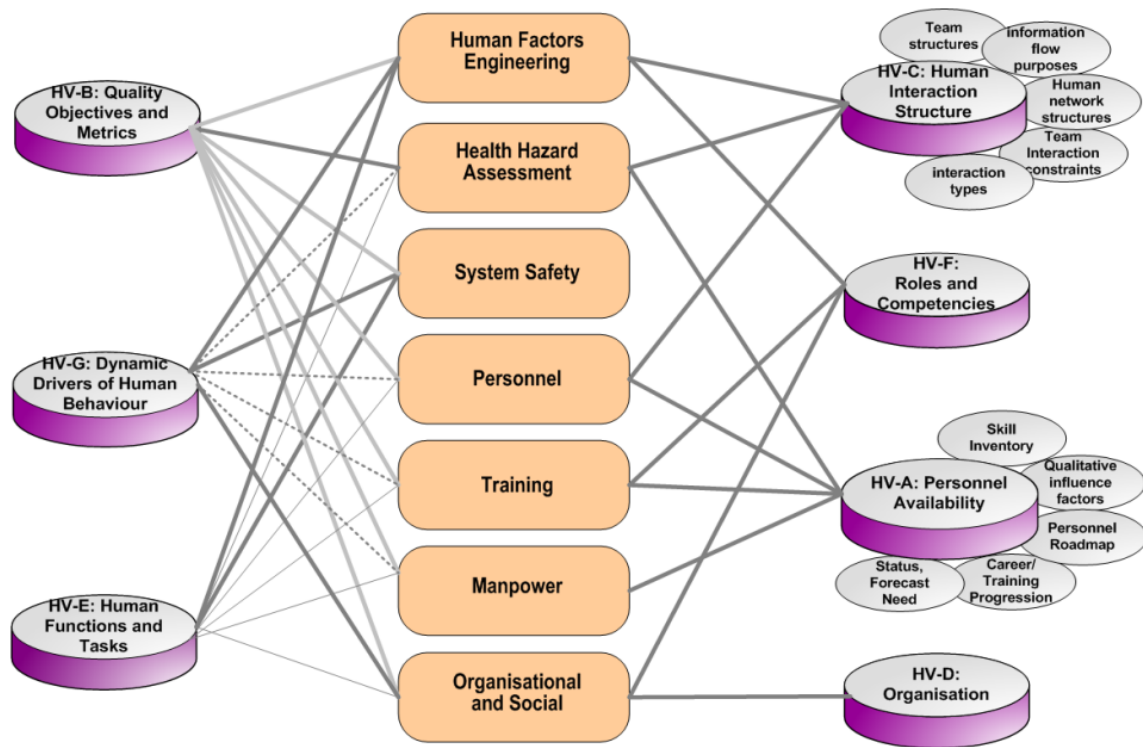 HV-B: Quality
Objectives and
Metrics
HV-G: Dynamic
Drivers of Human
Behaviour
HV-E: Human
Functions and
Tasks
Human Factors
Engineering
Health Hazard
Assessment
System Safety
Personnel
Training
Manpower
Organisational
and Social
Team
structures
information
flow
purposes
HV-C: Human
Interaction
Structure
Human
network
structures
Team
Interaction
constraints
interaction
types
HV-F:
Roles and
Competencies
Skill
Inventory
Qualitative
influence
factors
HV-A: Personnel
Availability
Personnel
Roadmap
Status,
Forecast
Need
Career/
Training
Progression
HV-D:
Organisation